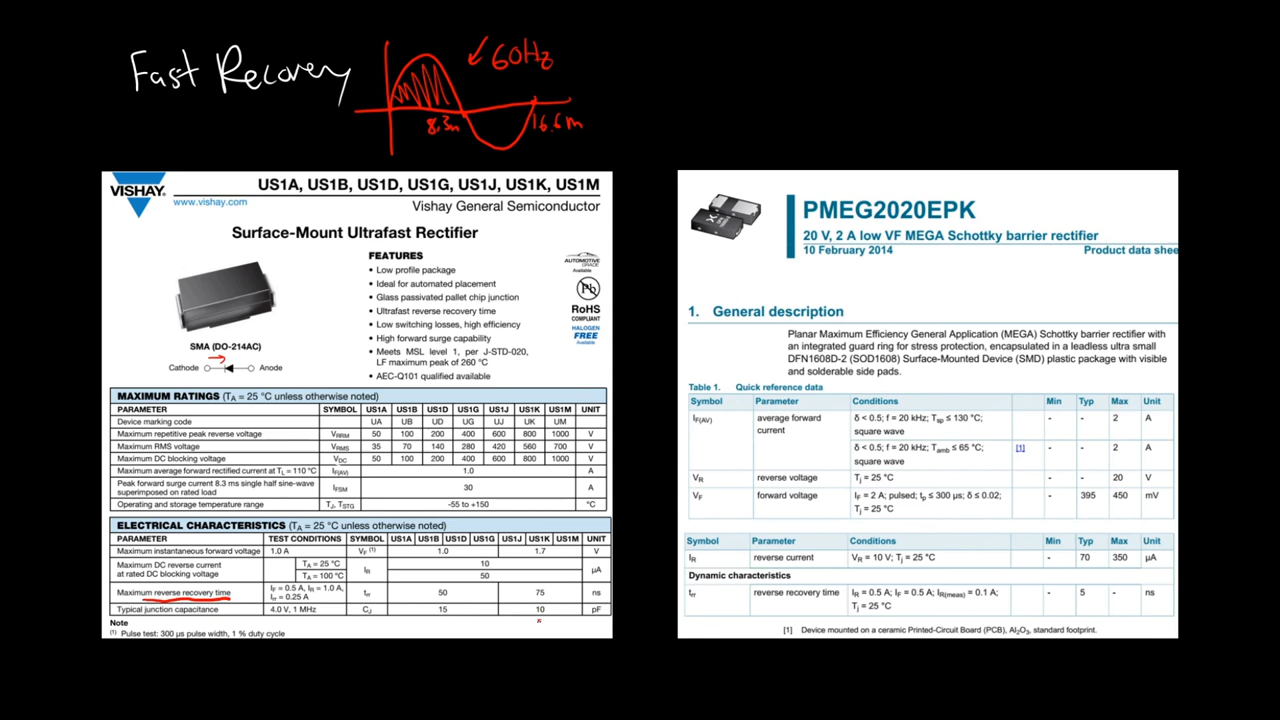 Fast Recovery
60Hz
8.3m
16.6m
VISHAY.
www.vishay.com
US1A, US1B, US1D, US1G, US1J, US1K, US1M
Vishay General Semiconductor
Surface-Mount Ultrafast Rectifier
SMA (DO-214AC)
Cathode Anode
FEATURES
• Low profile package
• Ideal for automated placement
• Glass passivated pallet chip junction
• Ultrafast reverse recovery time
• Low switching losses, high efficiency
• High forward surge capability
• Meets MSL level 1, per J-STD-020,
LF maximum peak of 260 °C
• AEC-Q101 qualified available
AUTOMOTIVE
GRADE
Available
Pb
RoHS
COMPLIANT
HALOGEN
FREE
Available
MAXIMUM RATINGS (TA = 25 °C unless otherwise noted)
PARAMETER SYMBOL US1A US1B US1D US1G US1J US1K US1M UNIT
Device marking code UA UB UD UG UJ UK UM
Maximum repetitive peak reverse voltage VRRM 50 100 200 400 600 800 1000 V
Maximum RMS voltage VRMS 35 70 140 280 420 560 700 V
Maximum DC blocking voltage VDC 50 100 200 400 600 800 1000 V
Maximum average forward rectified current at TL = 110 °C IF(AV) 1.0 A
Peak forward surge current 8.3 ms single half sine-wave
superimposed on rated load IFSM 30 A
Operating and storage temperature range TJ, TSTG -55 to +150 °C
ELECTRICAL CHARACTERISTICS (TA = 25 °C unless otherwise noted)
PARAMETER TEST CONDITIONS SYMBOL US1A US1B US1D US1G US1J US1K US1M UNIT
Maximum instantaneous forward voltage 1.0 A VF (1) 1.0 1.7 V
Maximum DC reverse current
at rated DC blocking voltage TA = 25 °C IR 10 µA
TA = 100 °C 50
Maximum reverse recovery time IF = 0.5 A, IR = 1.0 A,
Irr = 0.25 A trr 50 75 ns
Typical junction capacitance 4.0 V, 1 MHz CJ 15 10 pF
Note
(1) Pulse test: 300 µs pulse width, 1 % duty cycle
PMEG2020EPK
20 V, 2 A low VF MEGA Schottky barrier rectifier
10 February 2014 Product data shee
1. General description
Planar Maximum Efficiency General Application (MEGA) Schottky barrier rectifier with
an integrated guard ring for stress protection, encapsulated in a leadless ultra small
DFN1608D-2 (SOD1608) Surface-Mounted Device (SMD) plastic package with visible
and solderable side pads.
Table 1. Quick reference data
Symbol Parameter Conditions Min Typ Max Unit
IF(AV) average forward
current δ < 0.5; f = 20 kHz; Tsp ≤ 130 °C;
square wave - - 2 A
δ < 0.5; f = 20 kHz; Tamb ≤ 65 °C;
square wave [1] - - 2 A
VR reverse voltage Tj = 25 °C - - 20 V
VF forward voltage IF = 2 A; pulsed; tp ≤ 300 µs; δ ≤ 0.02;
Tj = 25 °C - 395 450 mV
Symbol Parameter Conditions Min Typ Max Unit
IR reverse current VR = 10 V; Tj = 25 °C - 70 350 µA
Dynamic characteristics
trr reverse recovery time IR = 0.5 A; IF = 0.5 A; IR(meas) = 0.1 A;
Tj = 25 °C - 5 - ns
[1] Device mounted on a ceramic Printed-Circuit Board (PCB), Al2O3, standard footprint.